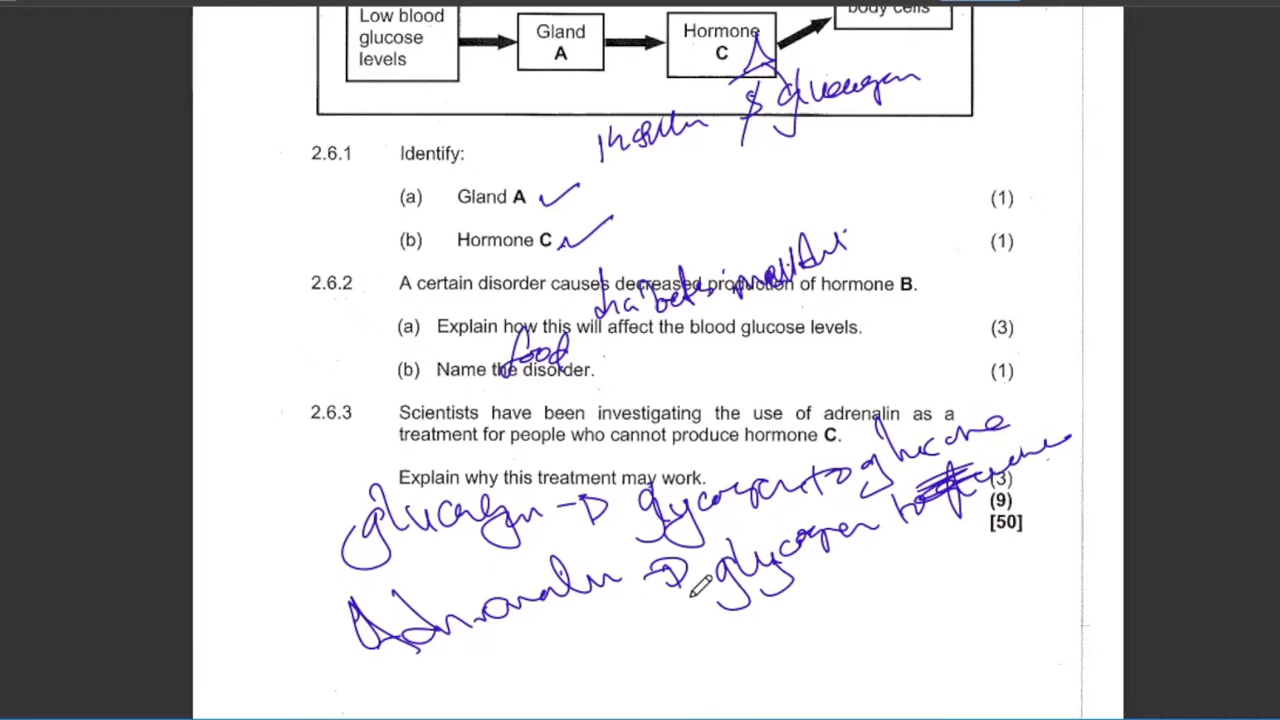 Low blood
glucose
levels
Gland
A
Hormone
C
body cells
insulin & glucagon
2.6.1 Identify:
(a) Gland A (1)
(b) Hormone C (1)
2.6.2 A certain disorder causes decreased production of hormone B.
diabetes mellitus
(a) Explain how this will affect the blood glucose levels. (3)
food
(b) Name the disorder. (1)
2.6.3 Scientists have been investigating the use of adrenalin as a
treatment for people who cannot produce hormone C.
Explain why this treatment may work. (3)
(9)
[50]
glucagon → glycogen to glucose
Adrenalin → glycogen to glucose